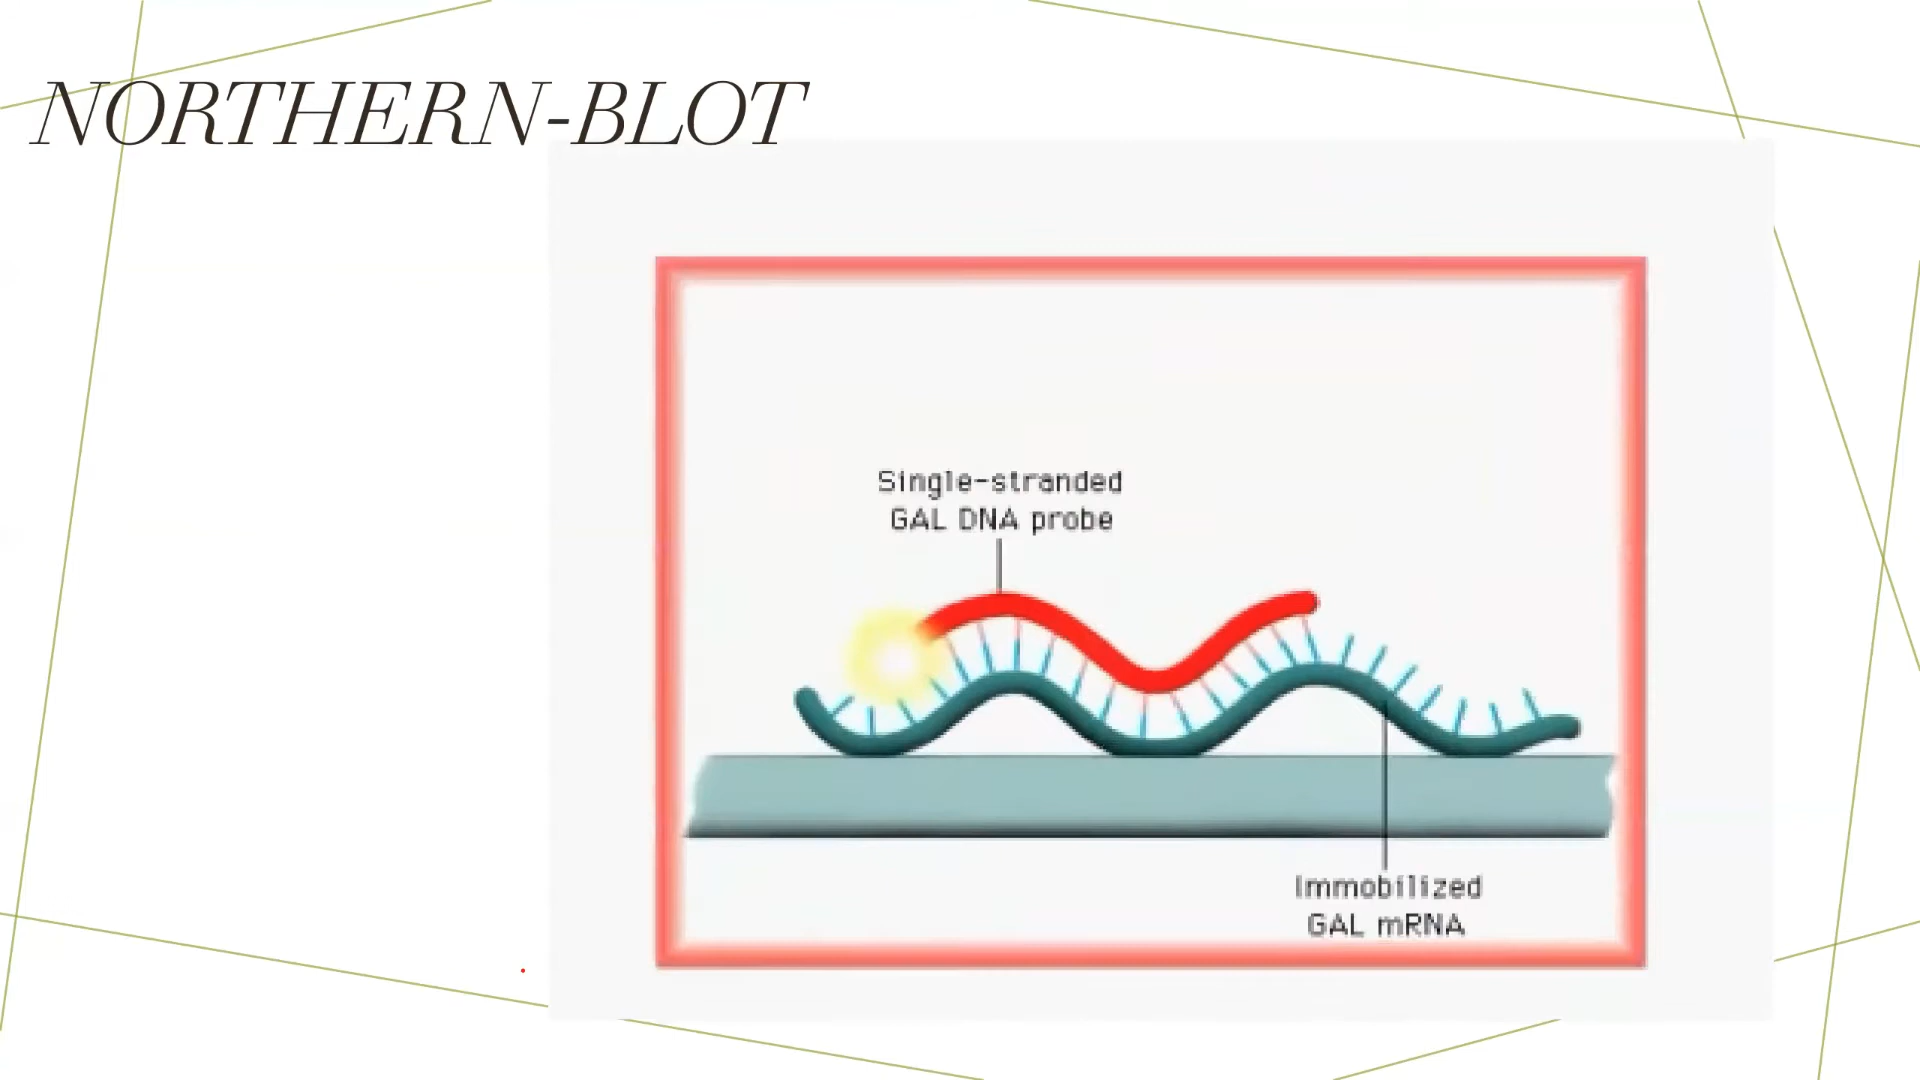 NORTHERN-BLOT
Single-stranded
GAL DNA probe
Immobilized
GAL mRNA